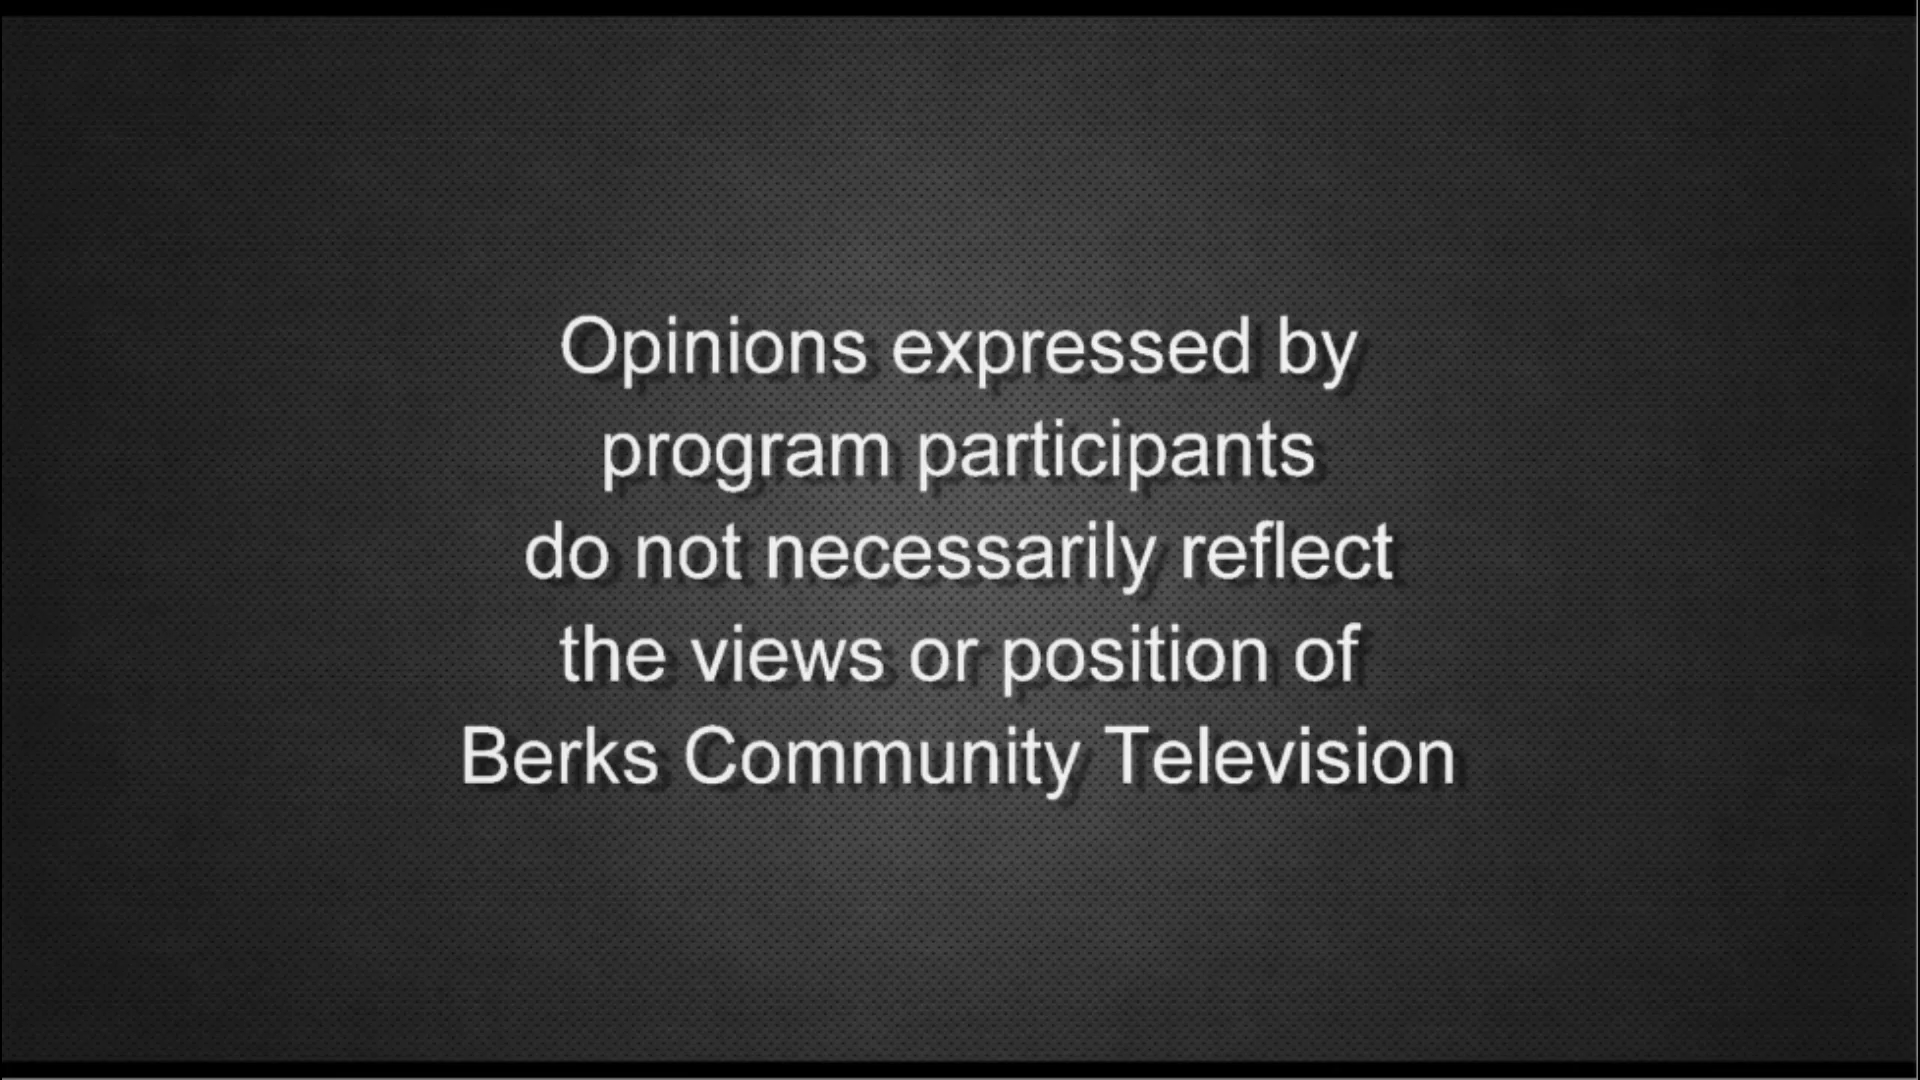 Opinions expressed by
program participants
do not necessarily reflect
the views or position of
Berks Community Television